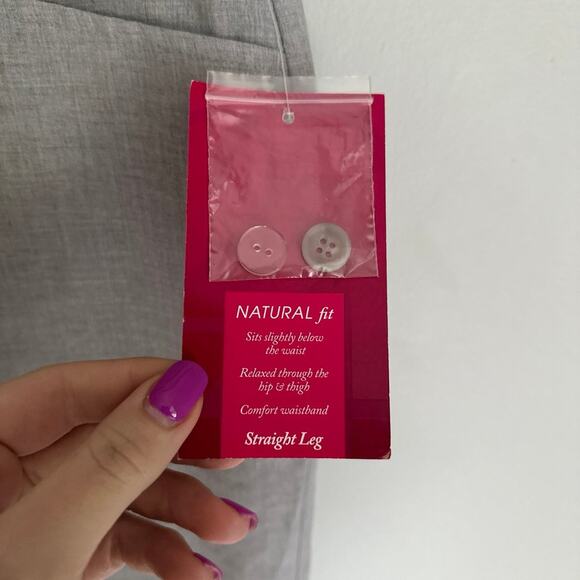 NATURAL fit
Sits slightly below
the waist
Relaxed through the
hip & thigh
Comfort waistband
Straight Leg